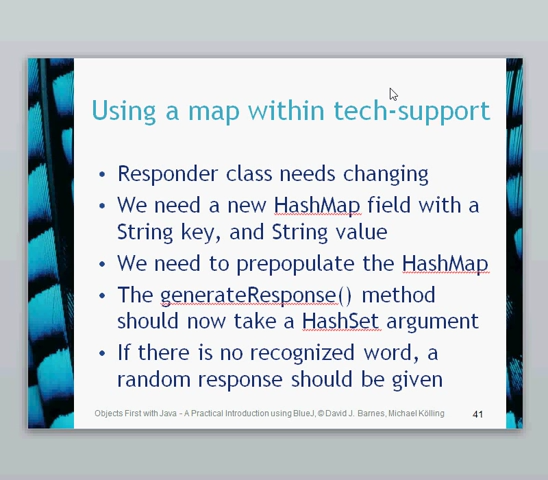 Using a map within tech-support
• Responder class needs changing
• We need a new HashMap field with a
String key, and String value
• We need to prepopulate the HashMap
• The generateResponse() method
should now take a HashSet argument
• If there is no recognized word, a
random response should be given
Objects First with Java - A Practical Introduction using BlueJ, © David J. Barnes, Michael Kölling
41